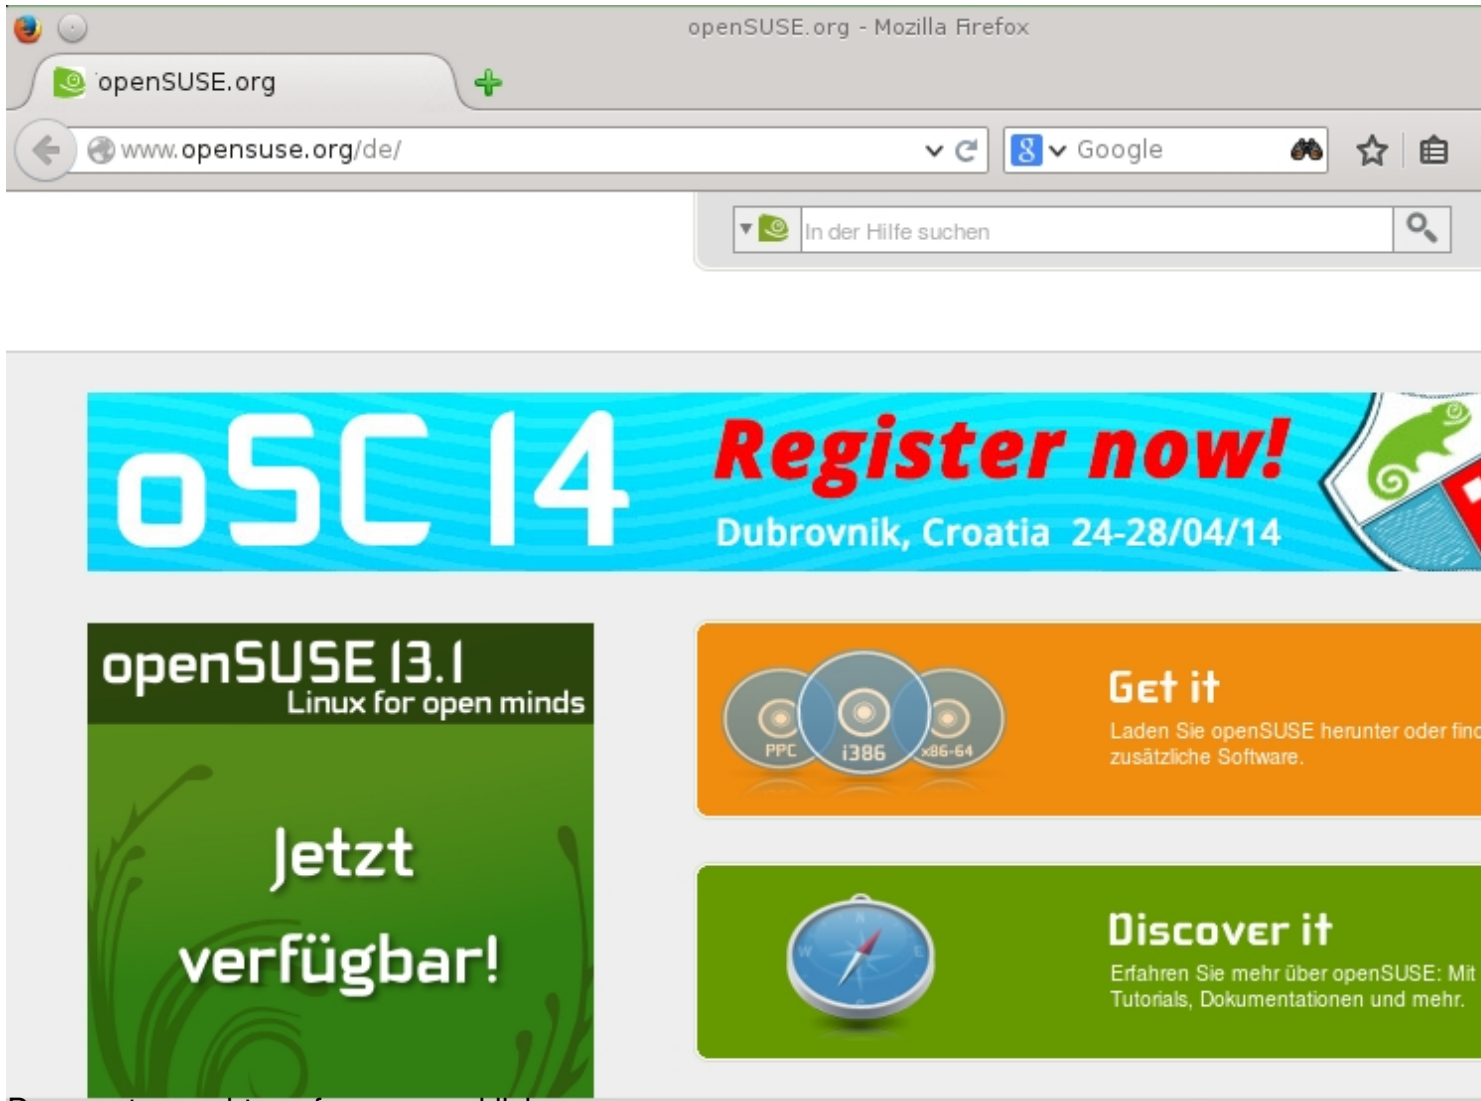 openSUSE.org - Mozilla Firefox
openSUSE.org
www.opensuse.org/de/
8 Google
In der Hilfe suchen
oSC 14
Register now!
Dubrovnik, Croatia 24-28/04/14
openSUSE 13.1
Linux for open minds
Jetzt
verfügbar!
PPC i386 x86-64
Get it
Laden Sie openSUSE herunter oder
zusätzliche Software.
N
W E
S
Discover it
Erfahren Sie mehr über openSUSE: Mit
Tutorials, Dokumentationen und mehr.